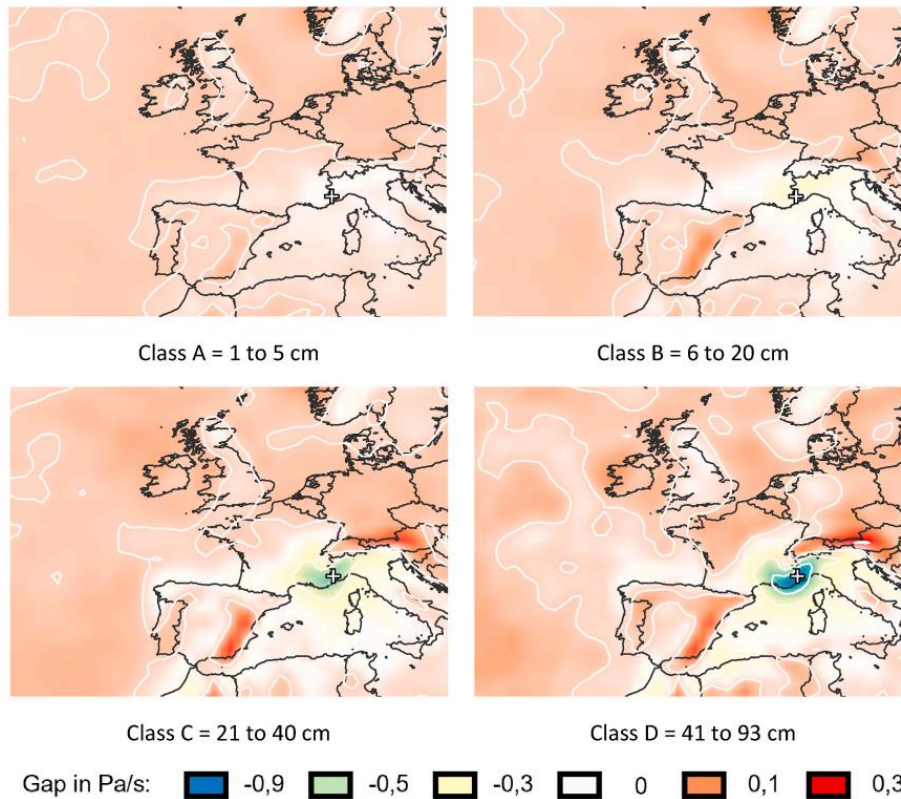 Class A = 1 to 5 cm
Class B = 6 to 20 cm
Class C = 21 to 40 cm
Class D = 41 to 93 cm
Gap in Pa/s: -0,9 -0,5 -0,3 0 0,1 0,3